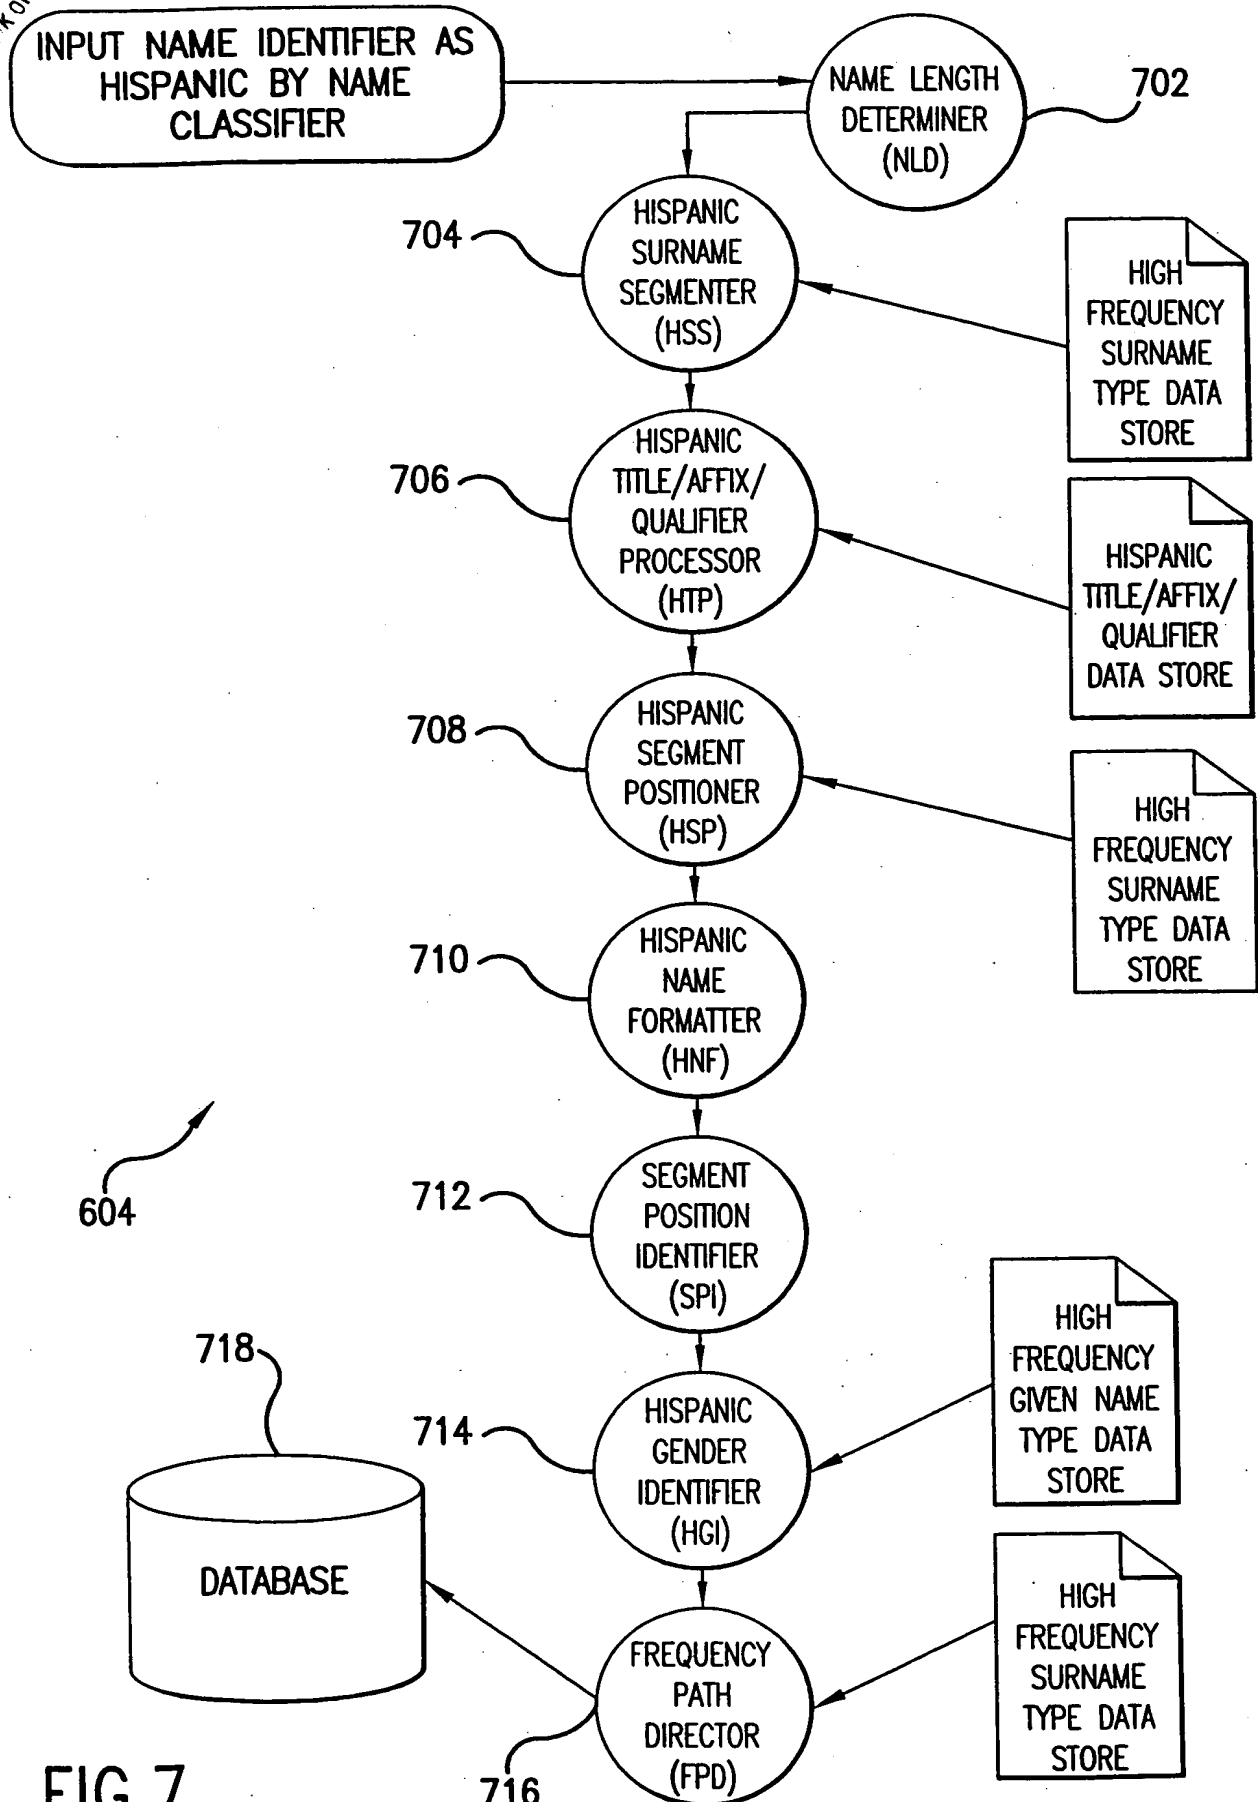 INPUT NAME IDENTIFIER AS
HISPANIC BY NAME
CLASSIFIER
NAME LENGTH
DETERMINER
(NLD)
702
704
HISPANIC
SURNAME
SEGMENTER
(HSS)
HIGH
FREQUENCY
SURNAME
TYPE DATA
STORE
706
HISPANIC
TITLE/AFFIX/
QUALIFIER
PROCESSOR
(HTP)
HISPANIC
TITLE/AFFIX/
QUALIFIER
DATA STORE
708
HISPANIC
SEGMENT
POSITIONER
(HSP)
HIGH
FREQUENCY
SURNAME
TYPE DATA
STORE
710
HISPANIC
NAME
FORMATTER
(HNF)
604
712
SEGMENT
POSITION
IDENTIFIER
(SPI)
718
714
HISPANIC
GENDER
IDENTIFIER
(HGI)
HIGH
FREQUENCY
GIVEN NAME
TYPE DATA
STORE
DATABASE
FREQUENCY
PATH
DIRECTOR
(FPD)
716
HIGH
FREQUENCY
SURNAME
TYPE DATA
STORE
FIG.7